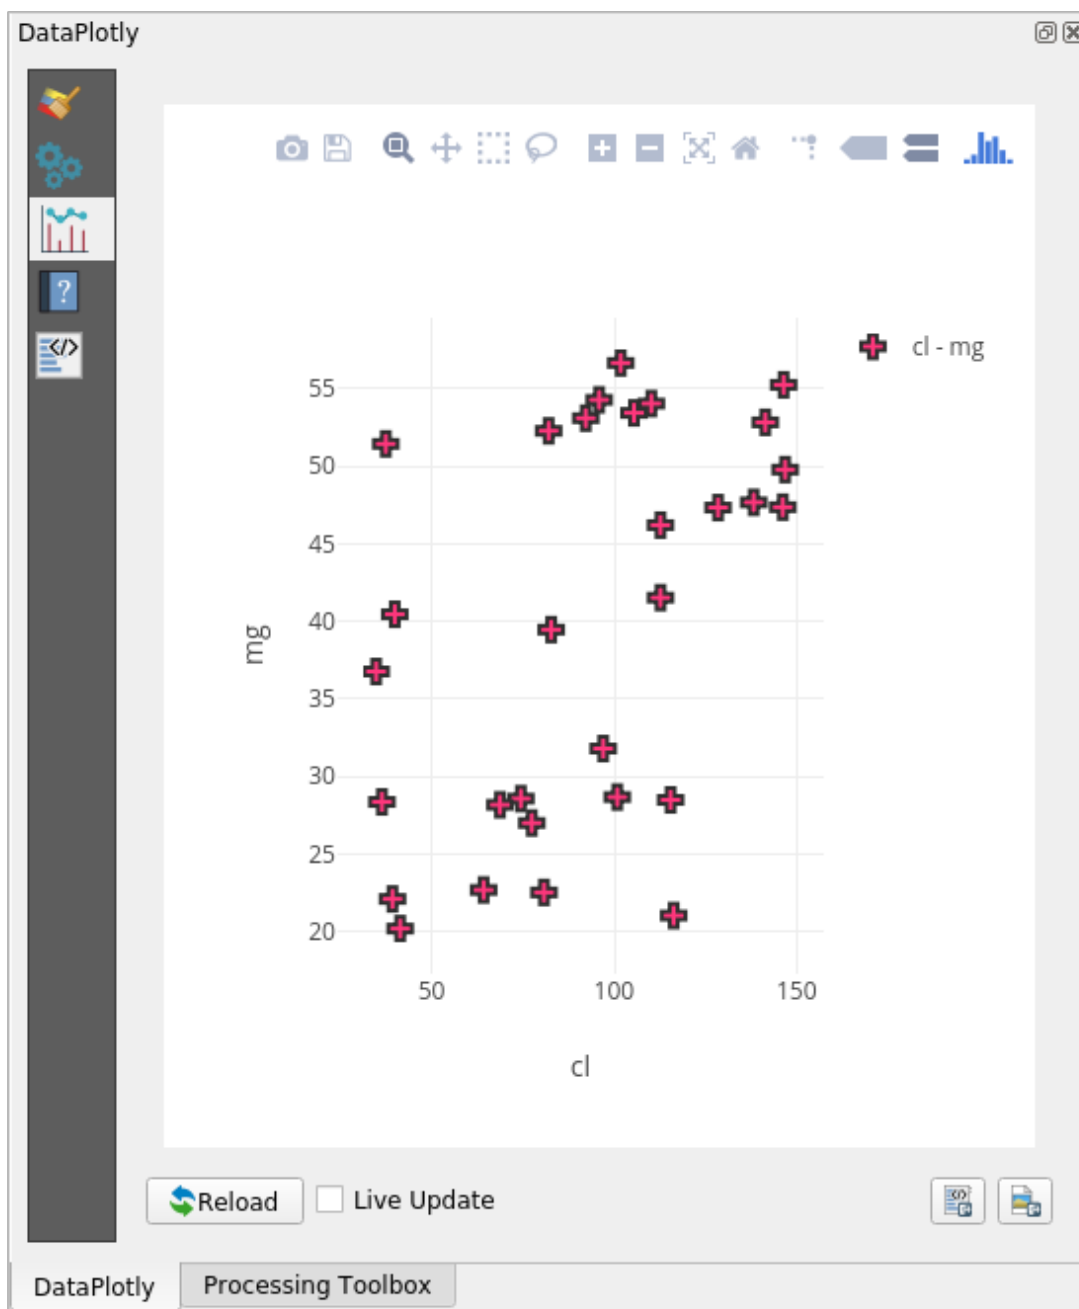 DataPlotly
?
</>
cl - mg
55
50
45
40
35
30
25
20
mg
50 100 150
cl
Reload Live Update
DataPlotly Processing Toolbox